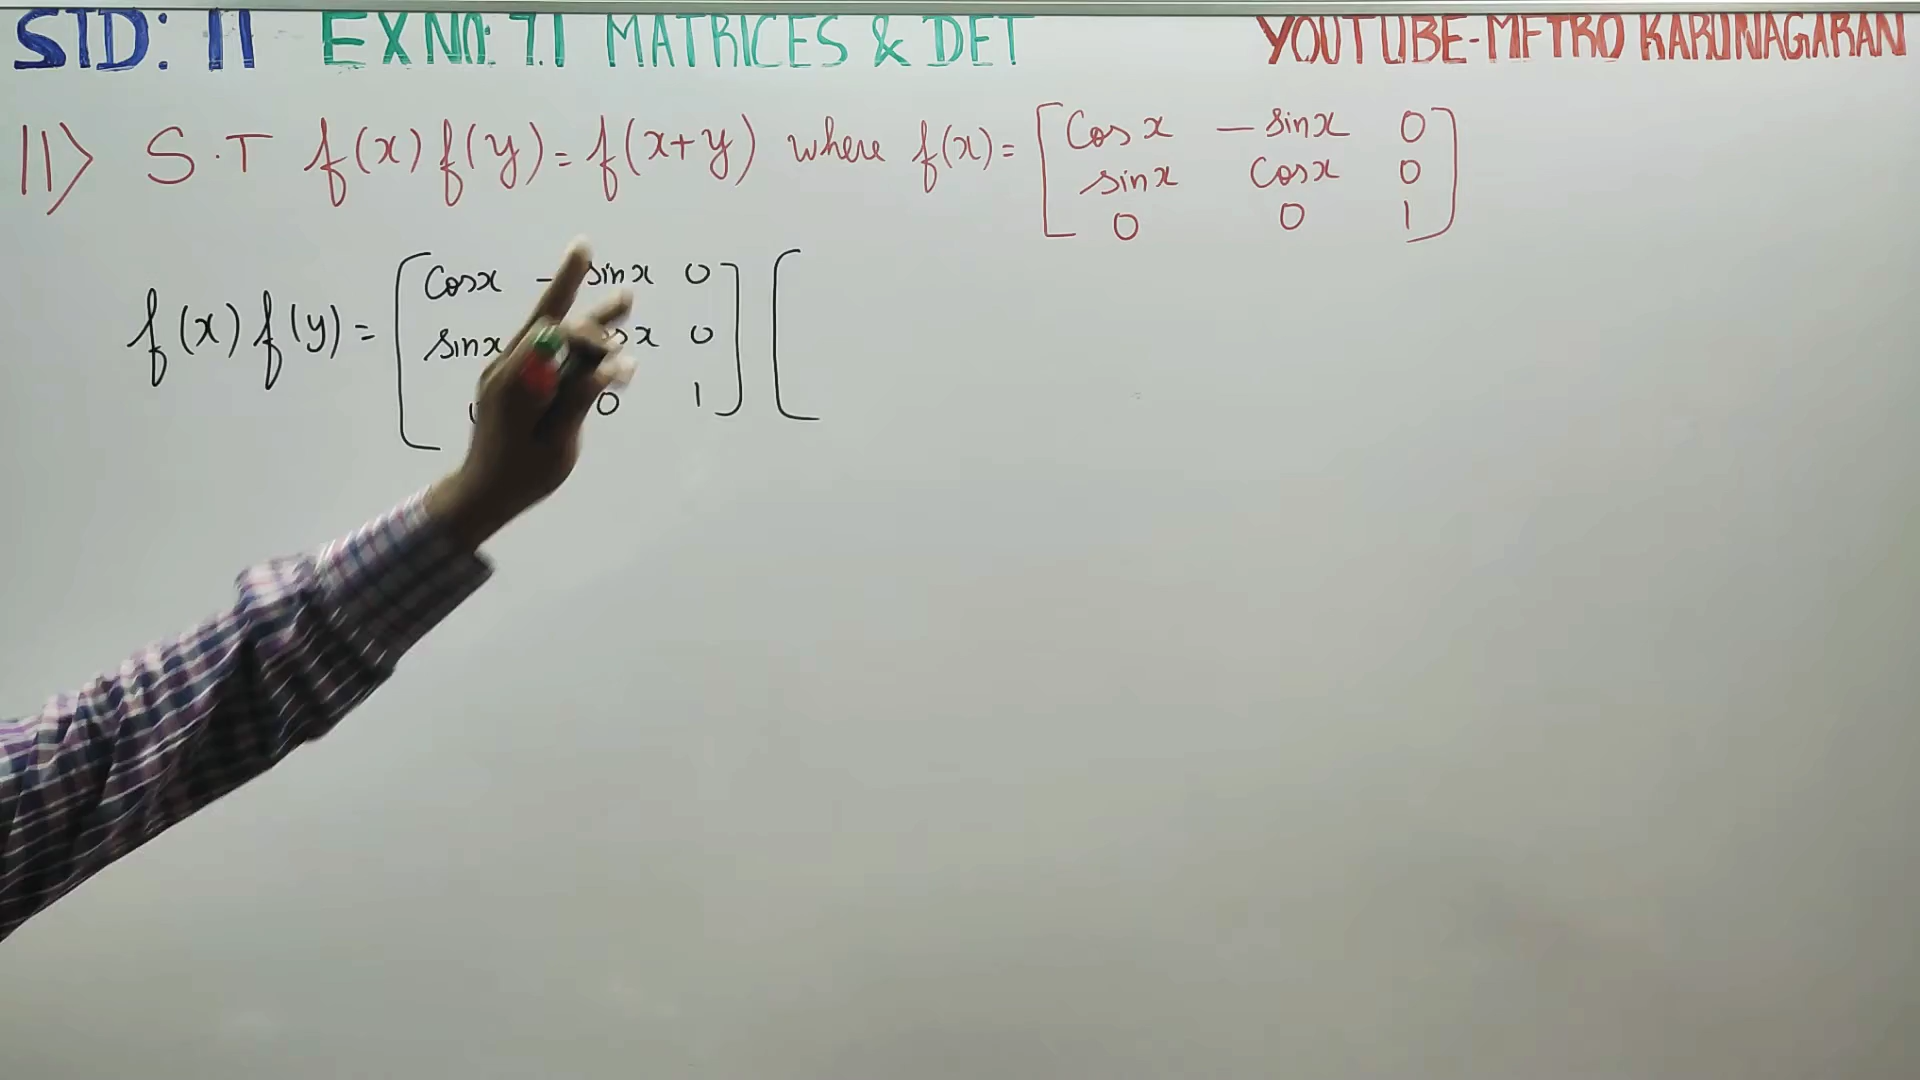 STD: 11 EX NO: 7.1 MATRICES & DET YOUTUBE-METRO KARUNAGARAN
11) S.T f(x) f(y) = f(x+y) where f(x) = [ Cos x - sin x 0
sin x Cos x 0
0 0 1 ]
f(x) f(y) = [ Cos x - sin x 0 ] [
sin x x 0
0 1